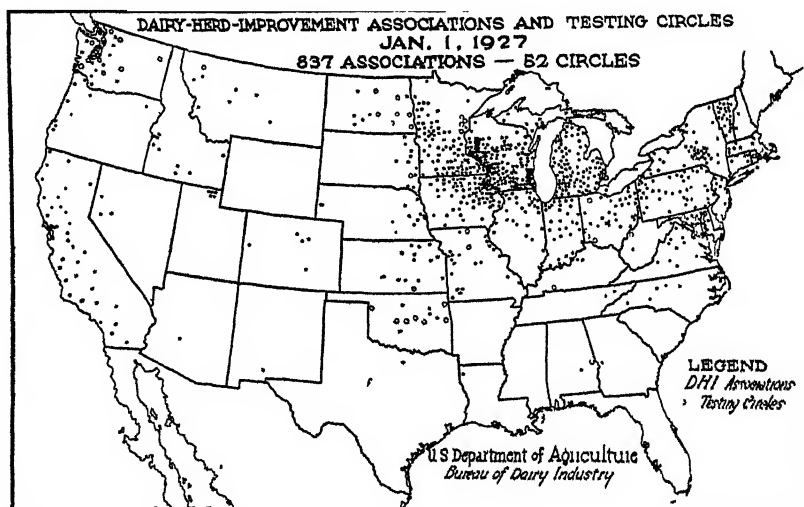 DAIRY-HERD-IMPROVEMENT ASSOCIATIONS AND TESTING CIRCLES
JAN. 1, 1927
837 ASSOCIATIONS — 52 CIRCLES
LEGEND
DHI Associations
Testing Circles
U S Department of Agriculture
Bureau of Dairy Industry